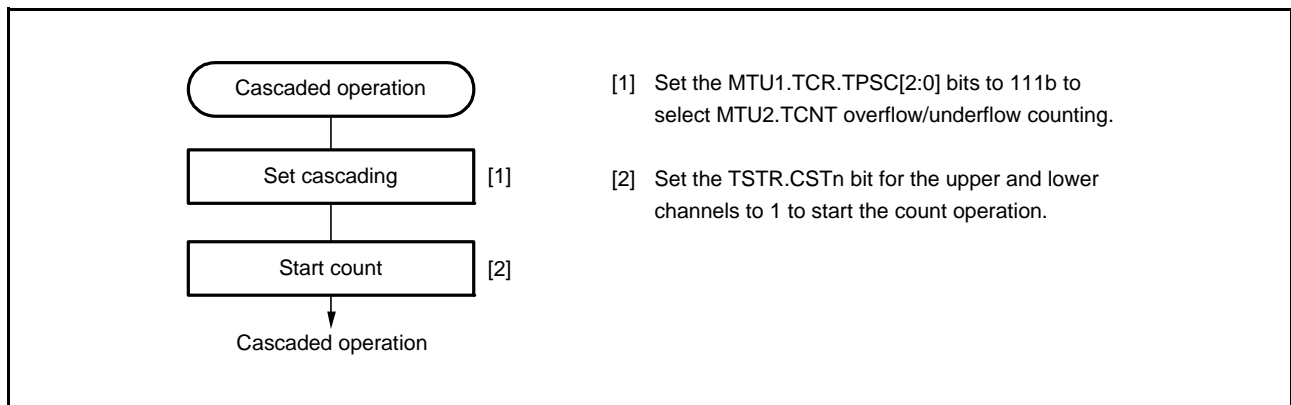 Cascaded operation
Set cascading [1]
Start count [2]
Cascaded operation
[1] Set the MTU1.TCR.TPSC[2:0] bits to 111b to
select MTU2.TCNT overflow/underflow counting.
[2] Set the TSTR.CSTn bit for the upper and lower
channels to 1 to start the count operation.